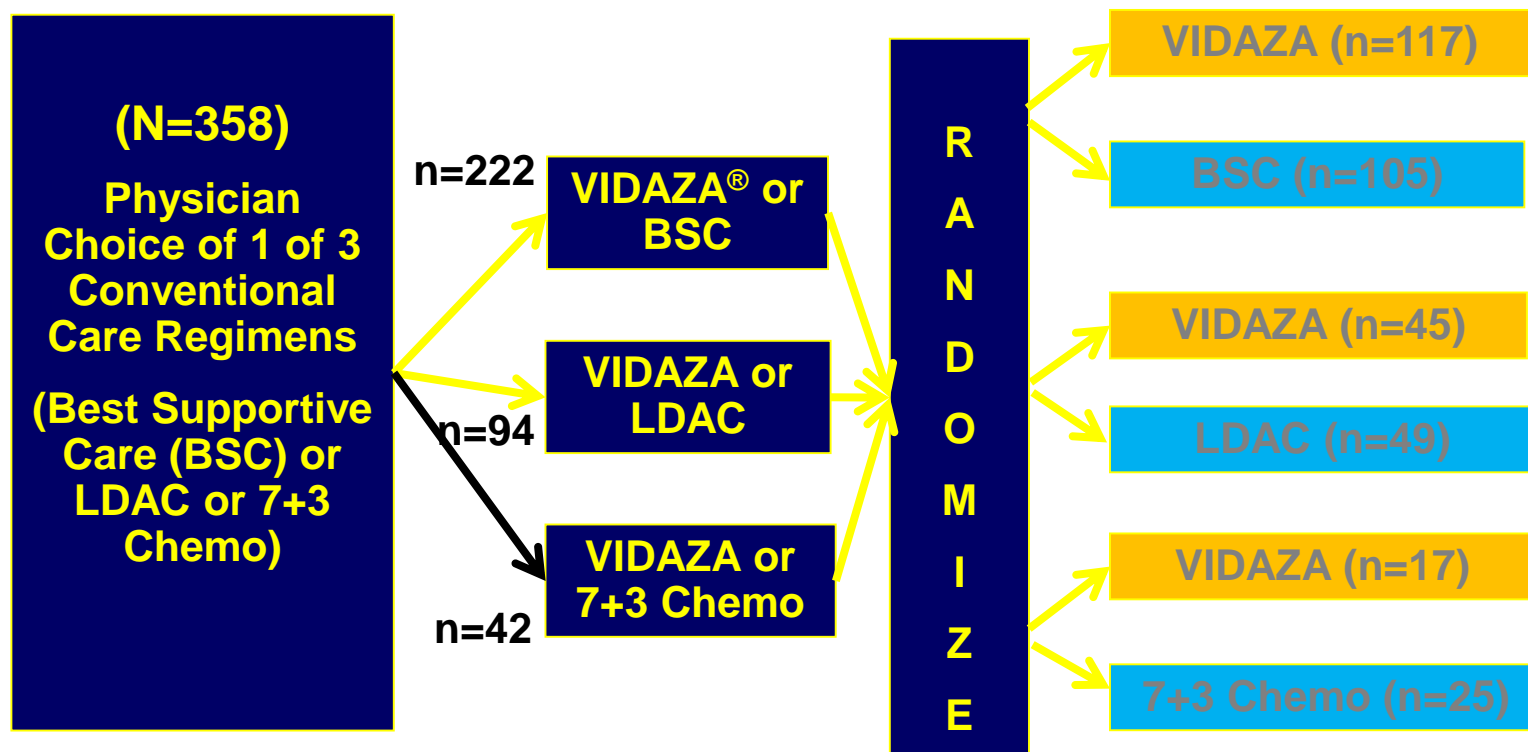 (N=358)
Physician
Choice of 1 of 3
Conventional
Care Regimens
(Best Supportive
Care (BSC) or
LDAC or 7+3
Chemo)
n=222
VIDAZA® or
BSC
n=94
VIDAZA or
LDAC
n=42
VIDAZA or
7+3 Chemo
R
A
N
D
O
M
I
Z
E
VIDAZA (n=117)
BSC (n=105)
VIDAZA (n=45)
LDAC (n=49)
VIDAZA (n=17)
7+3 Chemo (n=25)